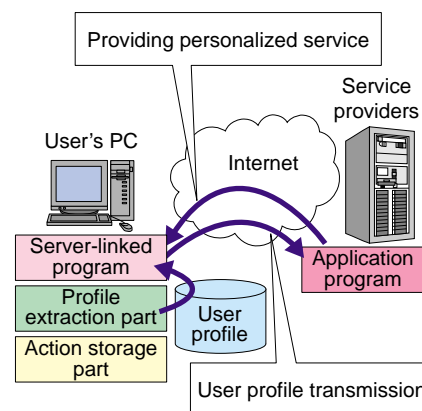 Providing personalized service
Service
providers
User's PC
Internet
Server-linked
program
Application
program
Profile
extraction part
User
profile
Action storage
part
User profile transmission